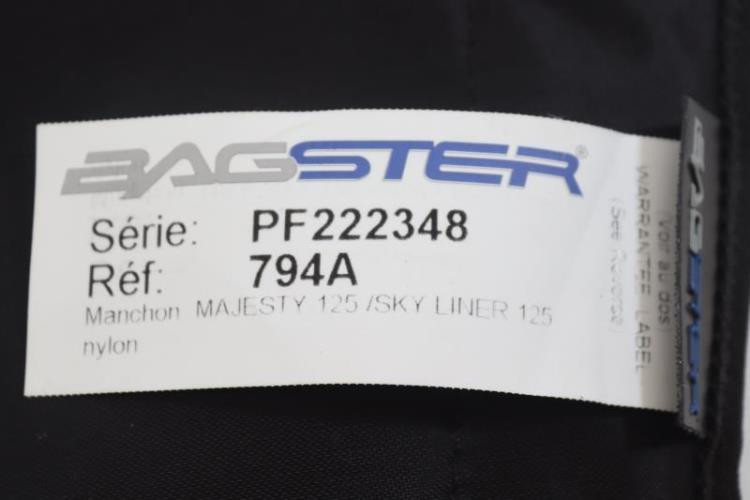 BAGSTER®
Série: PF222348
Réf: 794A
Manchon MAJESTY 125 /SKY LINER 125
nylon
WARRANTEE LABEL
(See Reverse)
Voir au dos)
BAGSTER